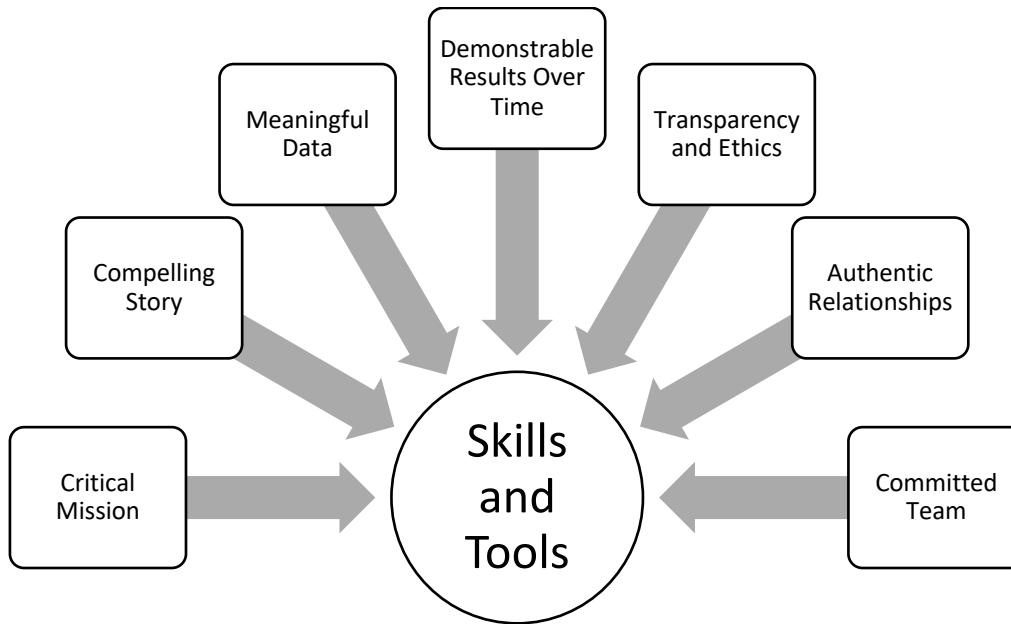 Demonstrable
Results Over
Time
Meaningful
Data
Transparency
and Ethics
Compelling
Story
Authentic
Relationships
Critical
Mission
Skills
and
Tools
Committed
Team